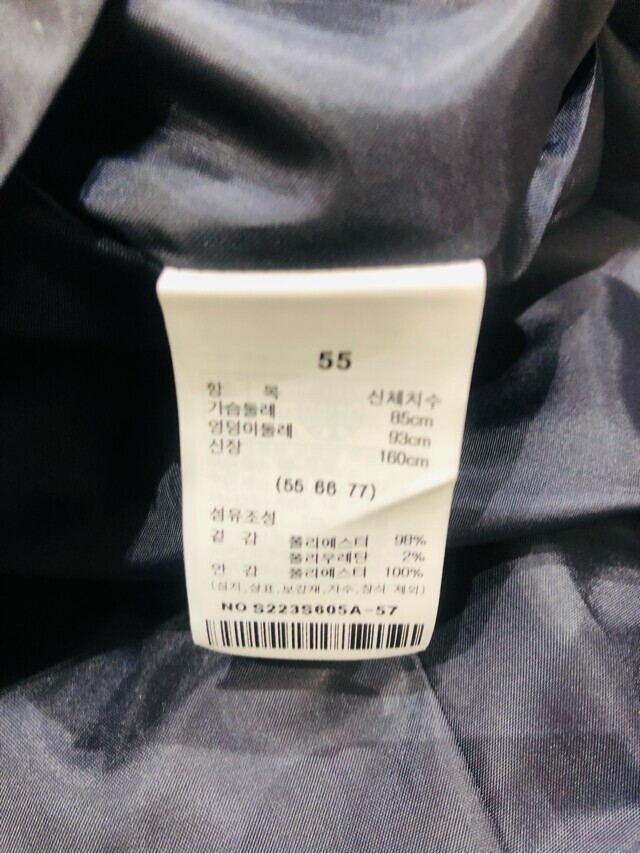 55
항 목 신체치수
가슴둘레 85cm
엉덩이둘레 93cm
신장 160cm
(55 66 77)
섬유조성
겉 감 폴리에스터 98%
폴리우레탄 2%
안 감 폴리에스터 100%
(심지,상표,보강재,자수,장식 제외)
NO S223S605A-57